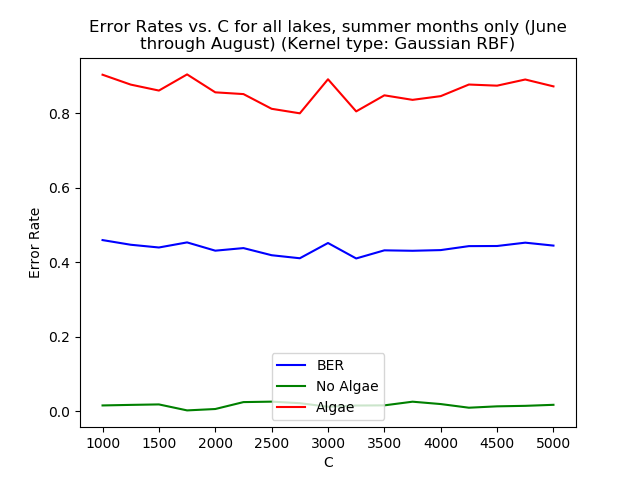 Error Rates vs. C for all lakes, summer months only (June
through August) (Kernel type: Gaussian RBF)
Error Rate
0.8
0.6
0.4
0.2
0.0
BER
No Algae
Algae
1000 1500 2000 2500 3000 3500 4000 4500 5000
C